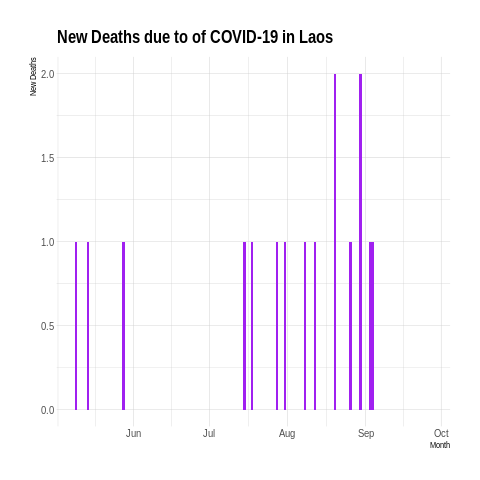 New Deaths due to of COVID-19 in Laos
New Deaths
2.0
1.5
1.0
0.5
0.0
Jun Jul Aug Sep Oct
Month